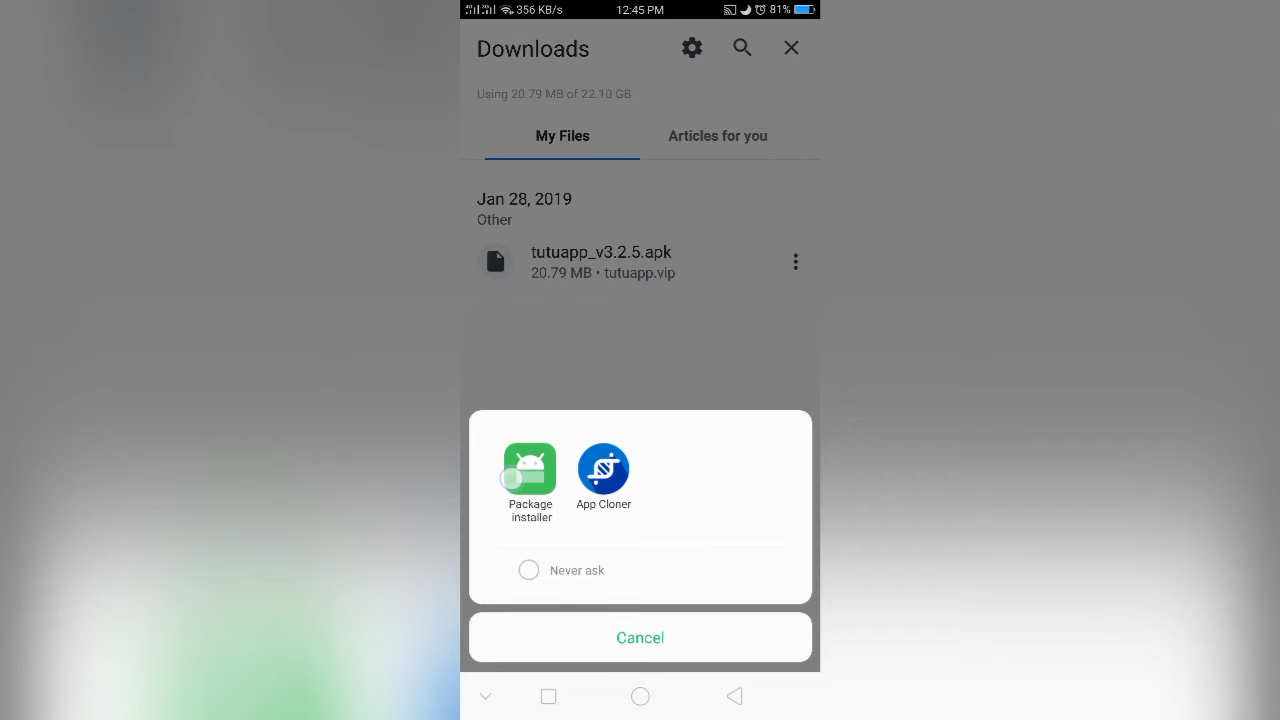 356 KB/s 12:45 PM 81%
Downloads
Using 20.79 MB of 22.10 GB
My Files Articles for you
Jan 28, 2019
Other
tutuapp_v3.2.5.apk
20.79 MB • tutuapp.vip
Package
installer
App Cloner
Never ask
Cancel